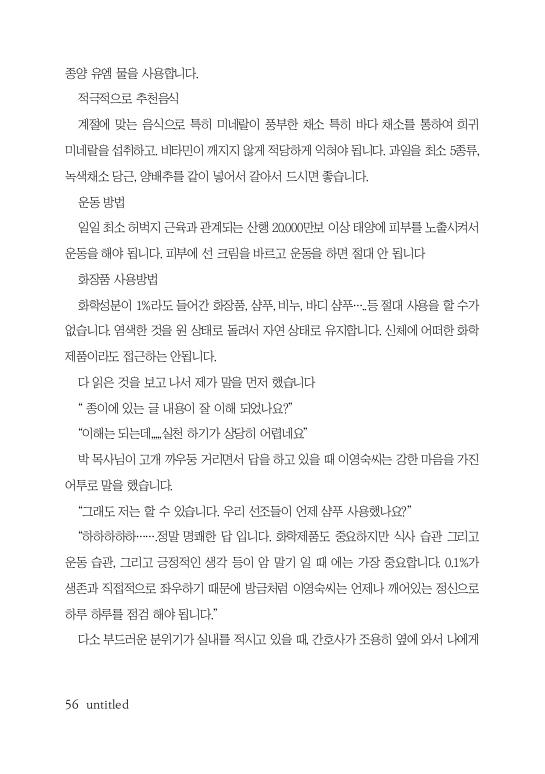 종양 유엠 물을 사용합니다.
적극적으로 추천음식
계절에 맞는 음식으로 특히 미네랄이 풍부한 채소 특히 바다 채소를 통하여 희귀
미네랄을 섭취하고. 비타민이 깨지지 않게 적당하게 익혀야 됩니다. 과일을 최소 5종류,
녹색채소 당근, 양배추를 같이 넣어서 갈아서 드시면 좋습니다.
운동 방법
일일 최소 허벅지 근육과 관계되는 산행 20.000만보 이상 태양에 피부를 노출시켜서
운동을 해야 됩니다. 피부에 선 크림을 바르고 운동을 하면 절대 안 됩니다
화장품 사용방법
화학성분이 1%라도 들어간 화장품, 샴푸, 비누, 바디 샴푸…..등 절대 사용을 할 수가
없습니다. 염색한 것을 원 상태로 돌려서 자연 상태로 유지합니다. 신체에 어떠한 화학
제품이라도 접근하는 안됩니다.
다 읽은 것을 보고 나서 제가 말을 먼저 했습니다
“ 종이에 있는 글 내용이 잘 이해 되었나요?”
“이해는 되는데,,,,,실천 하기가 상당히 어렵네요”
박 목사님이 고개 까우둥 거리면서 답을 하고 있을 때 이영숙씨는 강한 마음을 가진
어투로 말을 했습니다.
“그래도 저는 할 수 있습니다. 우리 선조들이 언제 샴푸 사용했나요?”
“하하하하하…….정말 명쾌한 답 입니다. 화학제품도 중요하지만 식사 습관 그리고
운동 습관, 그리고 긍정적인 생각 등이 암 말기 일 때 에는 가장 중요합니다. 0.1%가
생존과 직접적으로 좌우하기 때문에 방금처럼 이영숙씨는 언제나 깨어있는 정신으로
하루 하루를 점검 해야 됩니다.”
다소 부드러운 분위기가 실내를 적시고 있을 때, 간호사가 조용히 옆에 와서 나에게
56 untitled